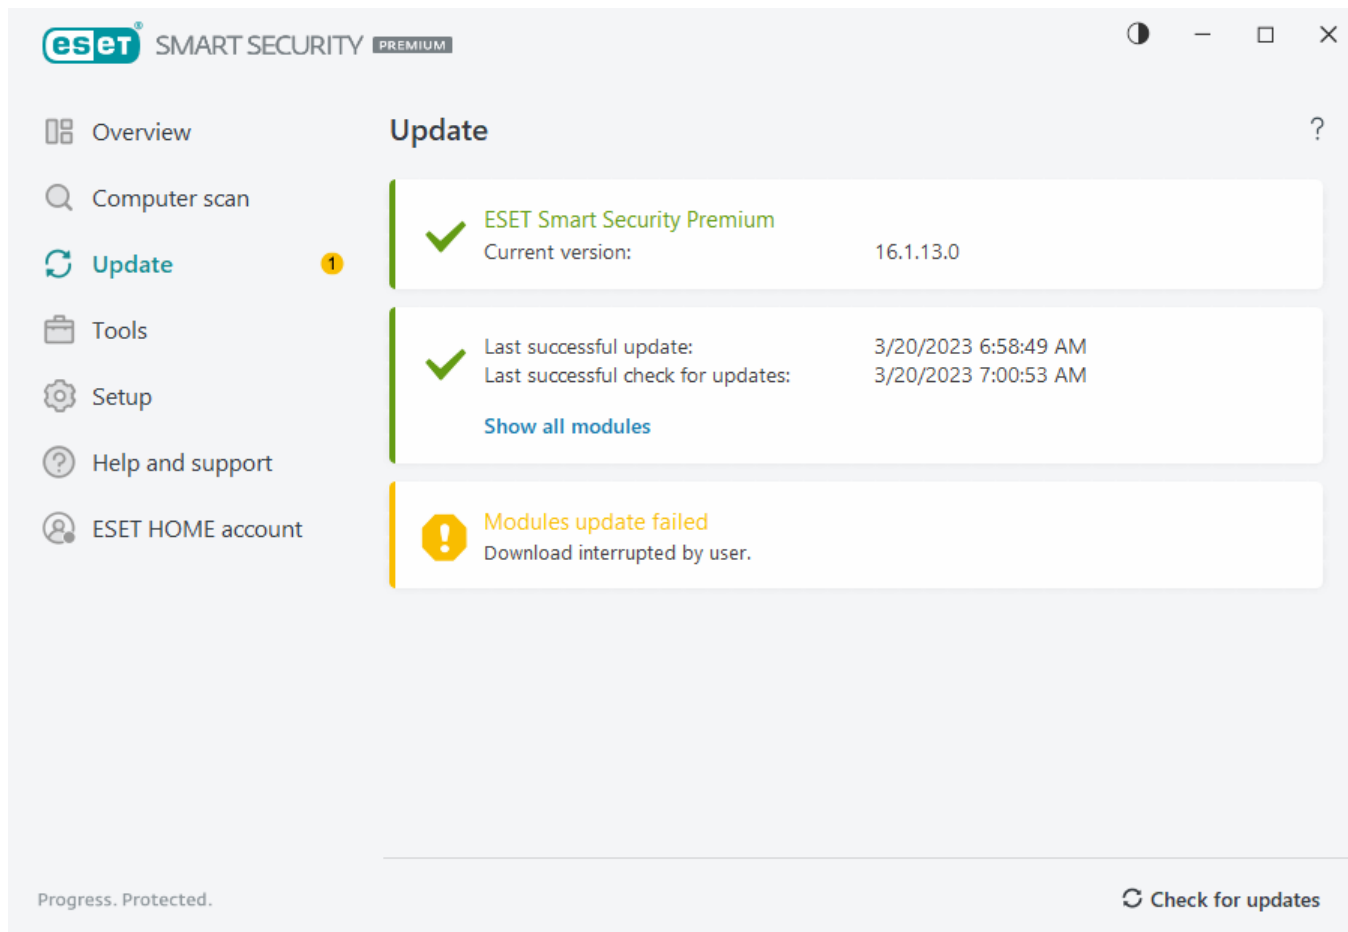 eseT® SMART SECURITY PREMIUM
Overview
Computer scan
Update 1
Tools
Setup
Help and support
ESET HOME account
Update ?
ESET Smart Security Premium
Current version: 16.1.13.0
Last successful update: 3/20/2023 6:58:49 AM
Last successful check for updates: 3/20/2023 7:00:53 AM
Show all modules
Modules update failed
Download interrupted by user.
Progress. Protected.
Check for updates